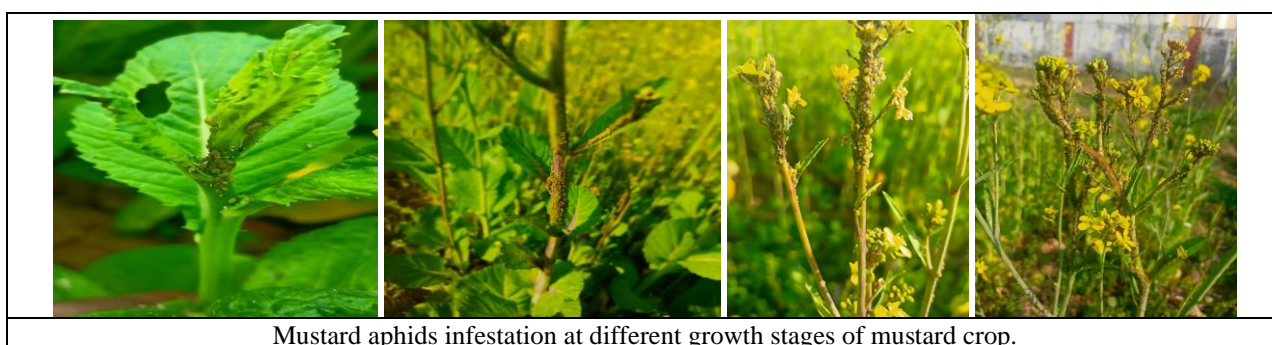 Mustard aphids infestation at different growth stages of mustard crop.